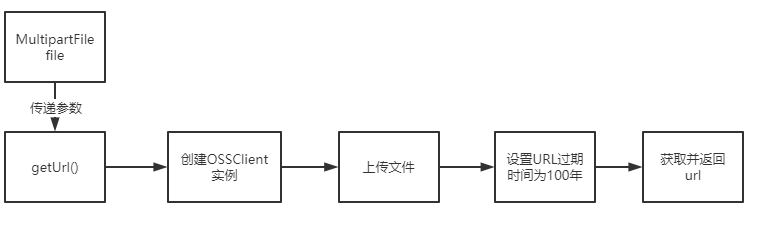 MultipartFile
file
传递参数
getUrl()
创建OSSClient
实例
上传文件
设置URL过期
时间为100年
获取并返回
url